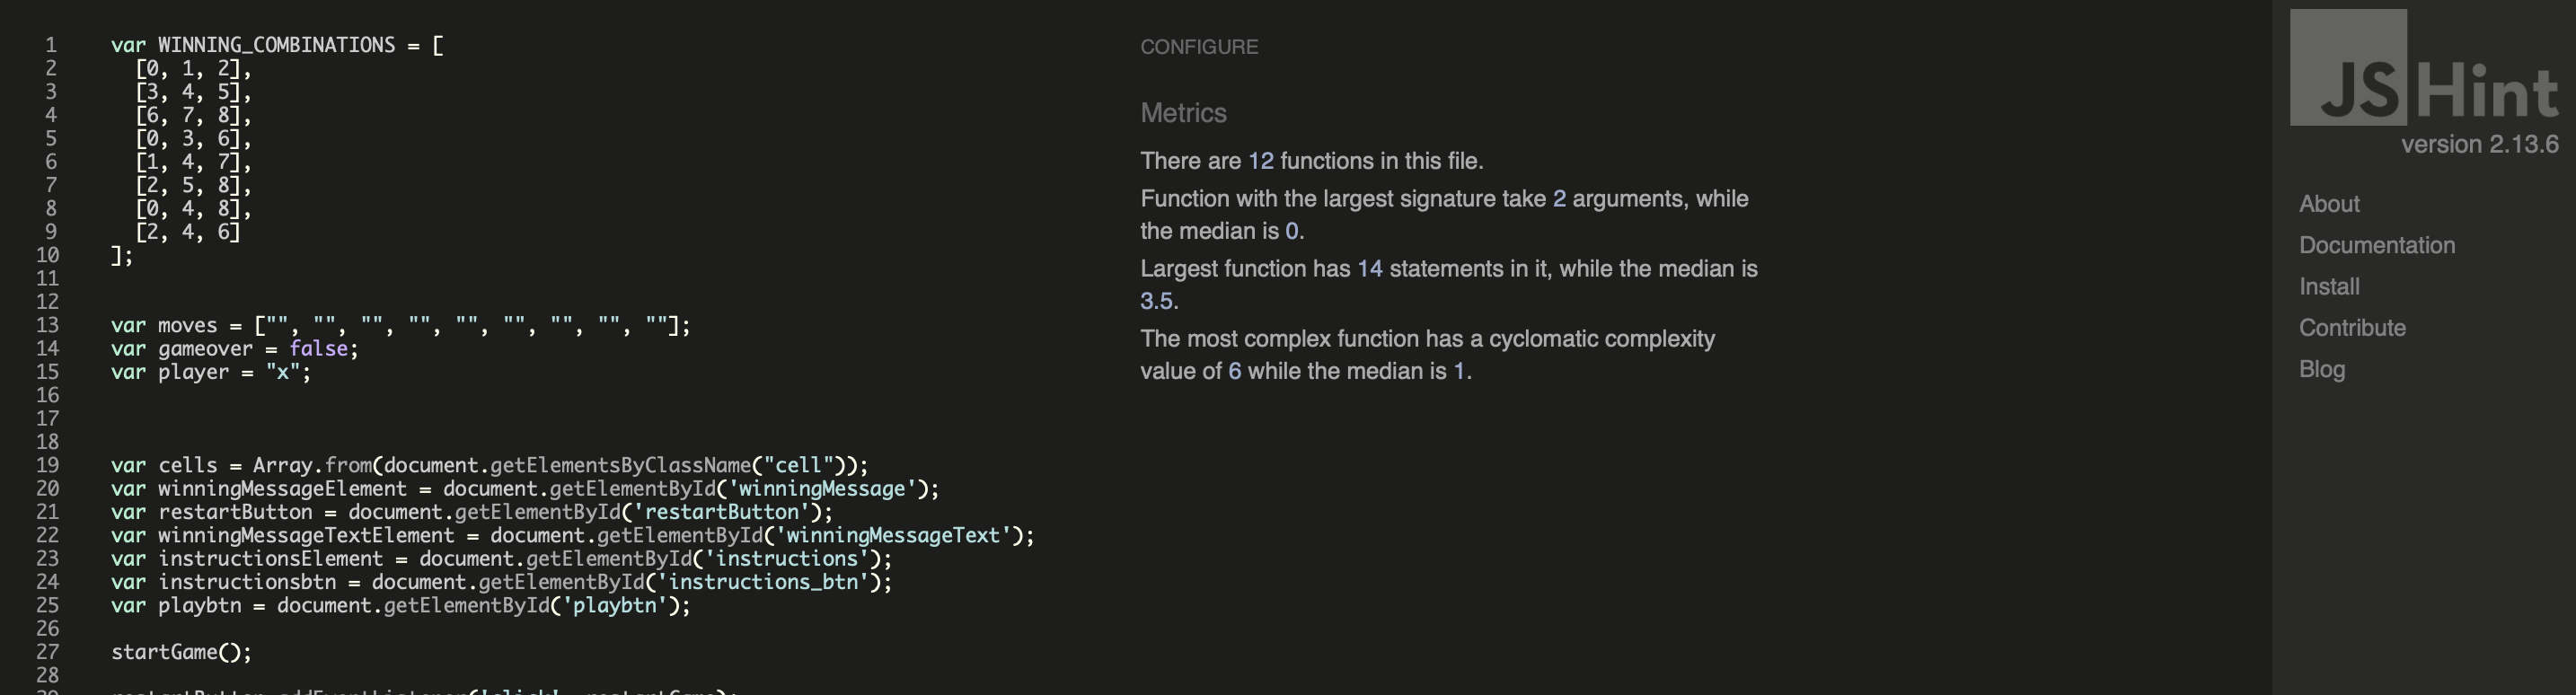 1 var WINNING_COMBINATIONS = [
2 [0, 1, 2],
3 [3, 4, 5],
4 [6, 7, 8],
5 [0, 3, 6],
6 [1, 4, 7],
7 [2, 5, 8],
8 [0, 4, 8],
9 [2, 4, 6]
10 ];
11
12
13 var moves = ["", "", "", "", "", "", "", "", ""];
14 var gameover = false;
15 var player = "x";
16
17
18
19 var cells = Array.from(document.getElementsByClassName("cell"));
20 var winningMessageElement = document.getElementById('winningMessage');
21 var restartButton = document.getElementById('restartButton');
22 var winningMessageTextElement = document.getElementById('winningMessageText');
23 var instructionsElement = document.getElementById('instructions');
24 var instructionsbtn = document.getElementById('instructions_btn');
25 var playbtn = document.getElementById('playbtn');
26
27 startGame();
28
29 restartButton.addEventListener('click', restartGame);
CONFIGURE
Metrics
There are 12 functions in this file.
Function with the largest signature take 2 arguments, while
the median is 0.
Largest function has 14 statements in it, while the median is
3.5.
The most complex function has a cyclomatic complexity
value of 6 while the median is 1.
JSHint
version 2.13.6
About
Documentation
Install
Contribute
Blog